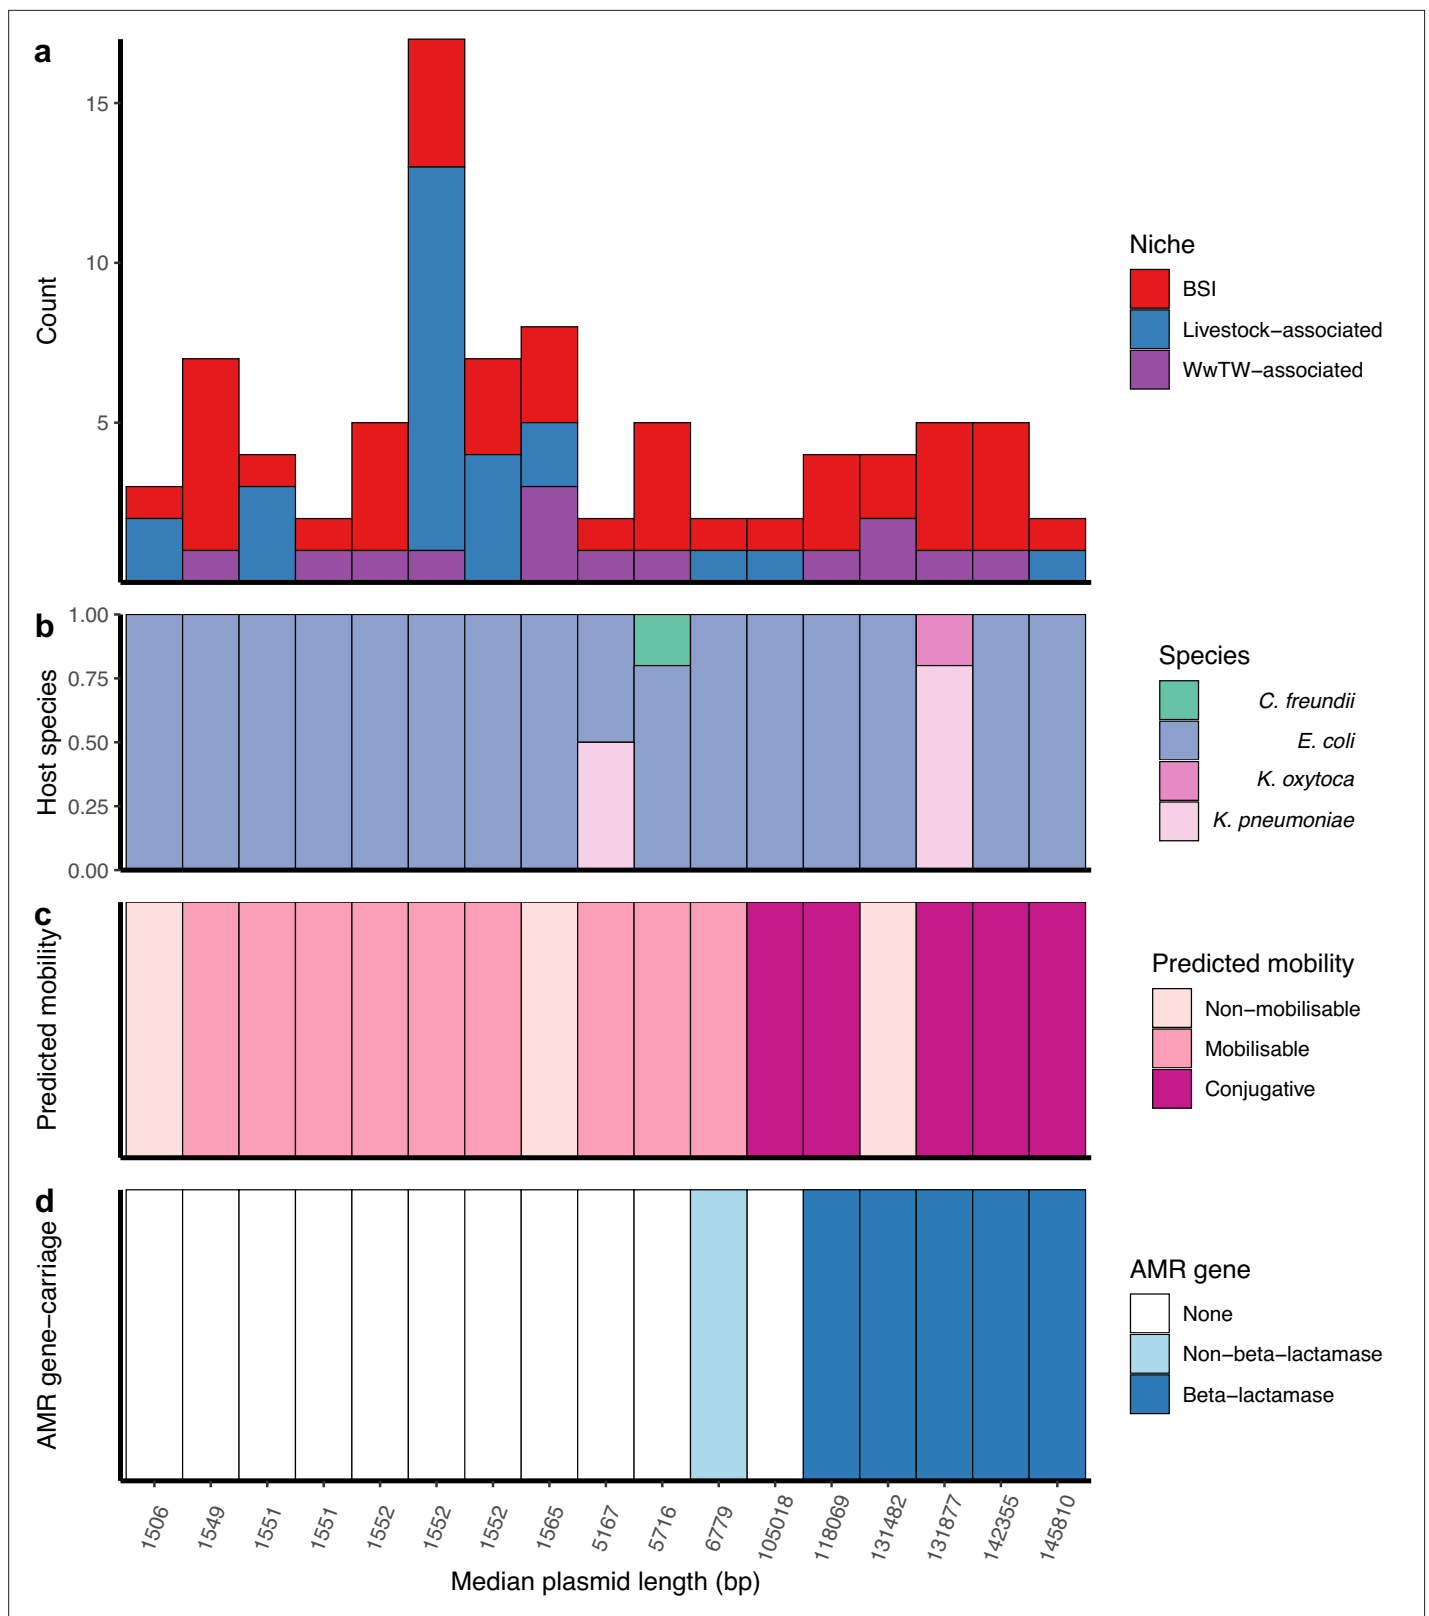 a
15
10
5
Count
Niche
BSI
Livestock−associated
WwTW−associated
b
1.00
0.75
0.50
0.25
0.00
Host species
Species
C. freundii
E. coli
K. oxytoca
K. pneumoniae
c
Predicted mobility
Predicted mobility
Non−mobilisable
Mobilisable
Conjugative
d
AMR gene−carriage
AMR gene
None
Non−beta−lactamase
Beta−lactamase
1506
1549
1551
1551
1552
1552
1552
1565
5167
5716
6779
105018
118069
131482
131877
142355
145810
Median plasmid length (bp)